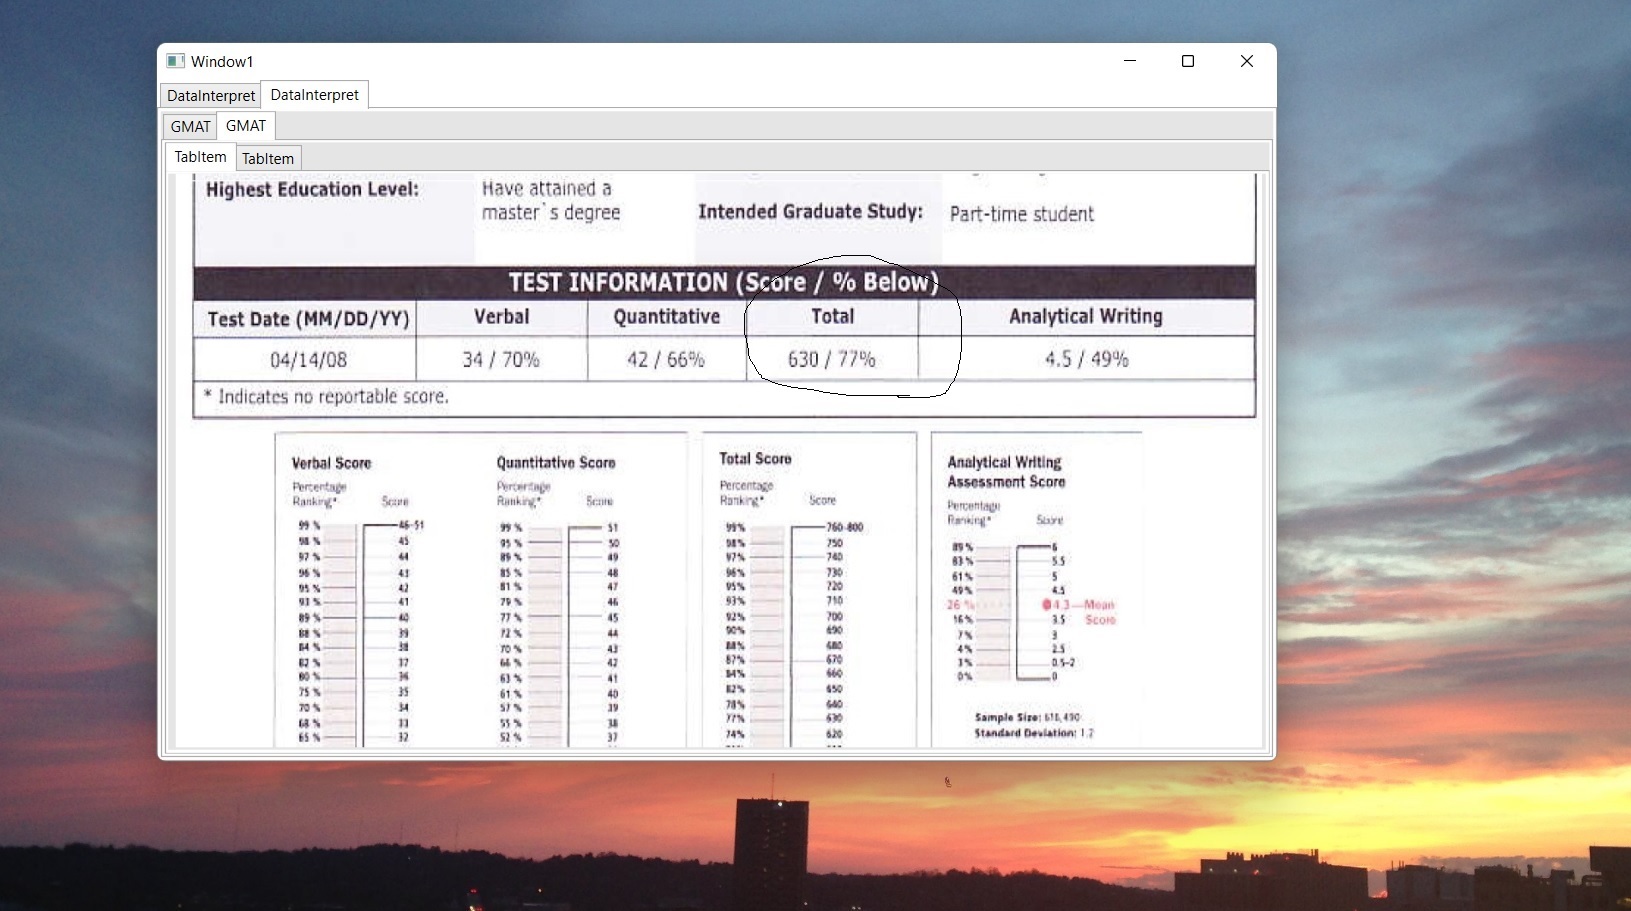 Window1
DataInterpret DataInterpret
GMAT GMAT
TabItem TabItem
Highest Education Level: Have attained a
master`s degree
Intended Graduate Study: Part-time student
TEST INFORMATION (Score / % Below)
Test Date (MM/DD/YY) Verbal Quantitative Total Analytical Writing
04/14/08 34 / 70% 42 / 66% 630 / 77% 4.5 / 49%
* Indicates no reportable score.
Verbal Score
Percentage
Ranking* Score
99 % 46-51
98 % 45
97 % 44
96 % 43
95 % 42
93 % 41
89 % 40
88 % 39
84 % 38
82 % 37
80 % 36
75 % 35
70 % 34
68 % 33
65 % 32
Quantitative Score
Percentage
Ranking* Score
99 % 51
95 % 50
89 % 49
85 % 48
81 % 47
79 % 46
77 % 45
72 % 44
70 % 43
66 % 42
63 % 41
61 % 40
57 % 39
55 % 38
52 % 37
Total Score
Percentage
Ranking* Score
99% 760-800
98% 750
97% 740
96% 730
95% 720
93% 710
92% 700
90% 690
88% 680
87% 670
84% 660
82% 650
78% 640
77% 630
74% 620
Analytical Writing
Assessment Score
Percentage
Ranking* Score
89 % 6
83 % 5.5
61 % 5
49 % 4.5
26 % 4.3—Mean
16% 3.5 Score
7% 3
4% 2.5
3% 0.5-2
0% 0
Sample Size:
Standard Deviation: 1.2